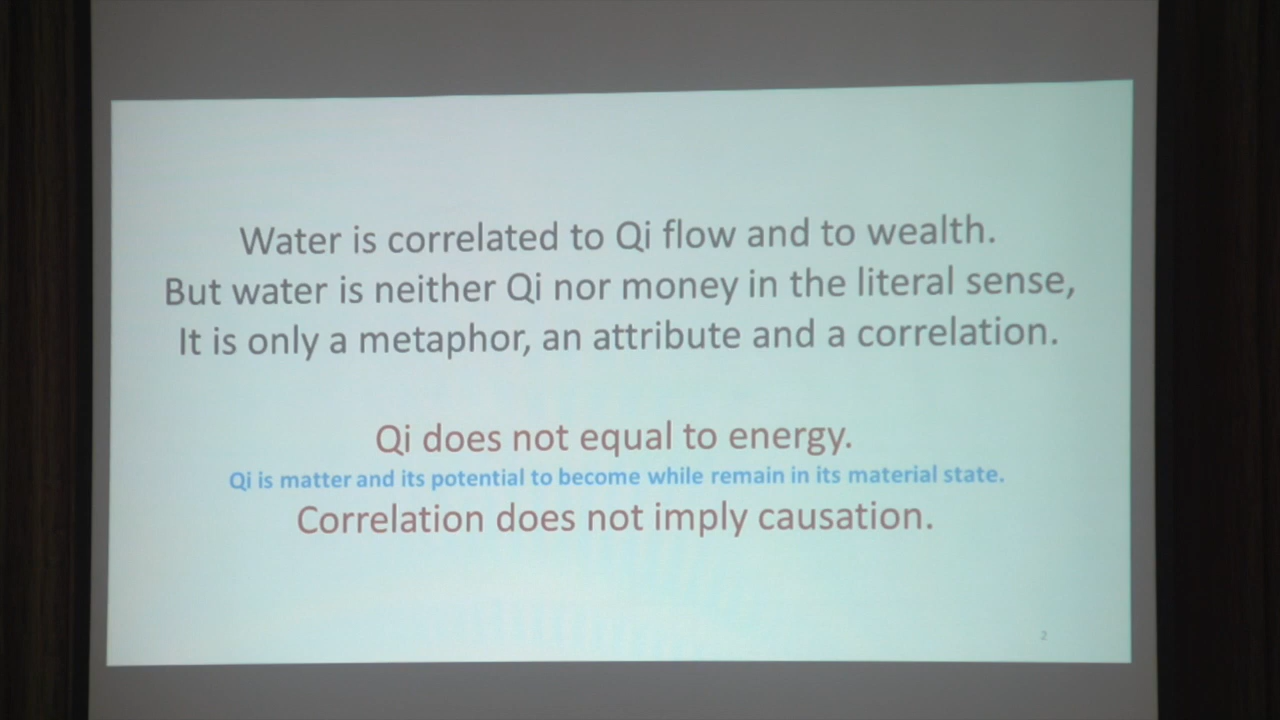 Water is correlated to Qi flow and to wealth.
But water is neither Qi nor money in the literal sense,
It is only a metaphor, an attribute and a correlation.
Qi does not equal to energy.
Qi is matter and its potential to become while remain in its material state.
Correlation does not imply causation.
2